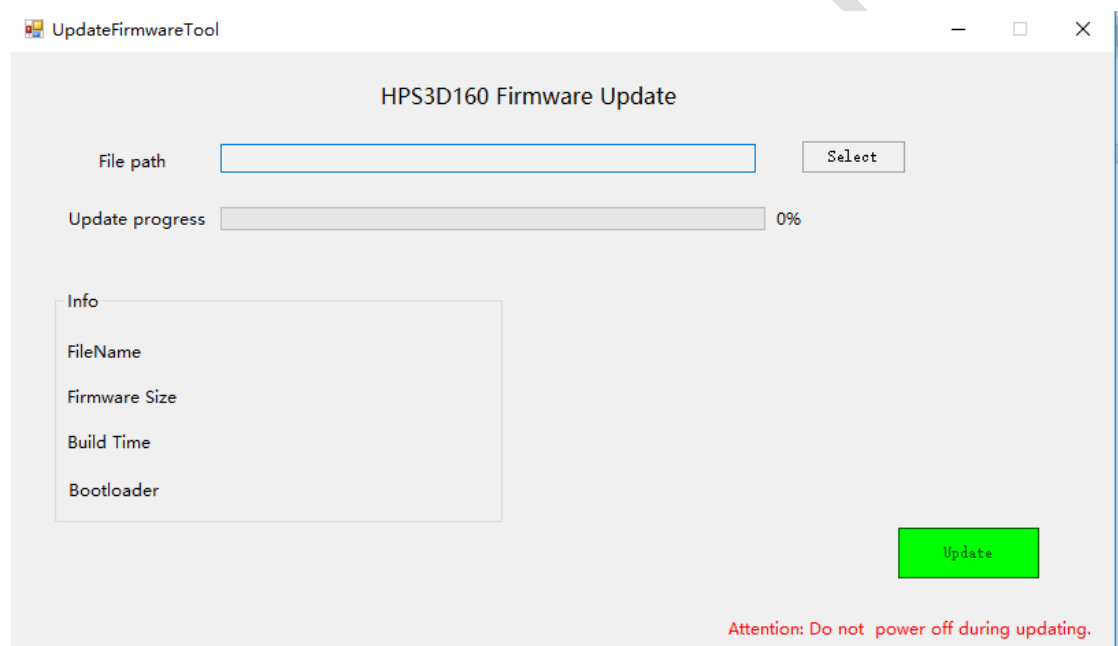 UpdateFirmwareTool
HPS3D160 Firmware Update
File path
Select
Update progress
0%
Info
FileName
Firmware Size
Build Time
Bootloader
Update
Attention: Do not  power off during updating.